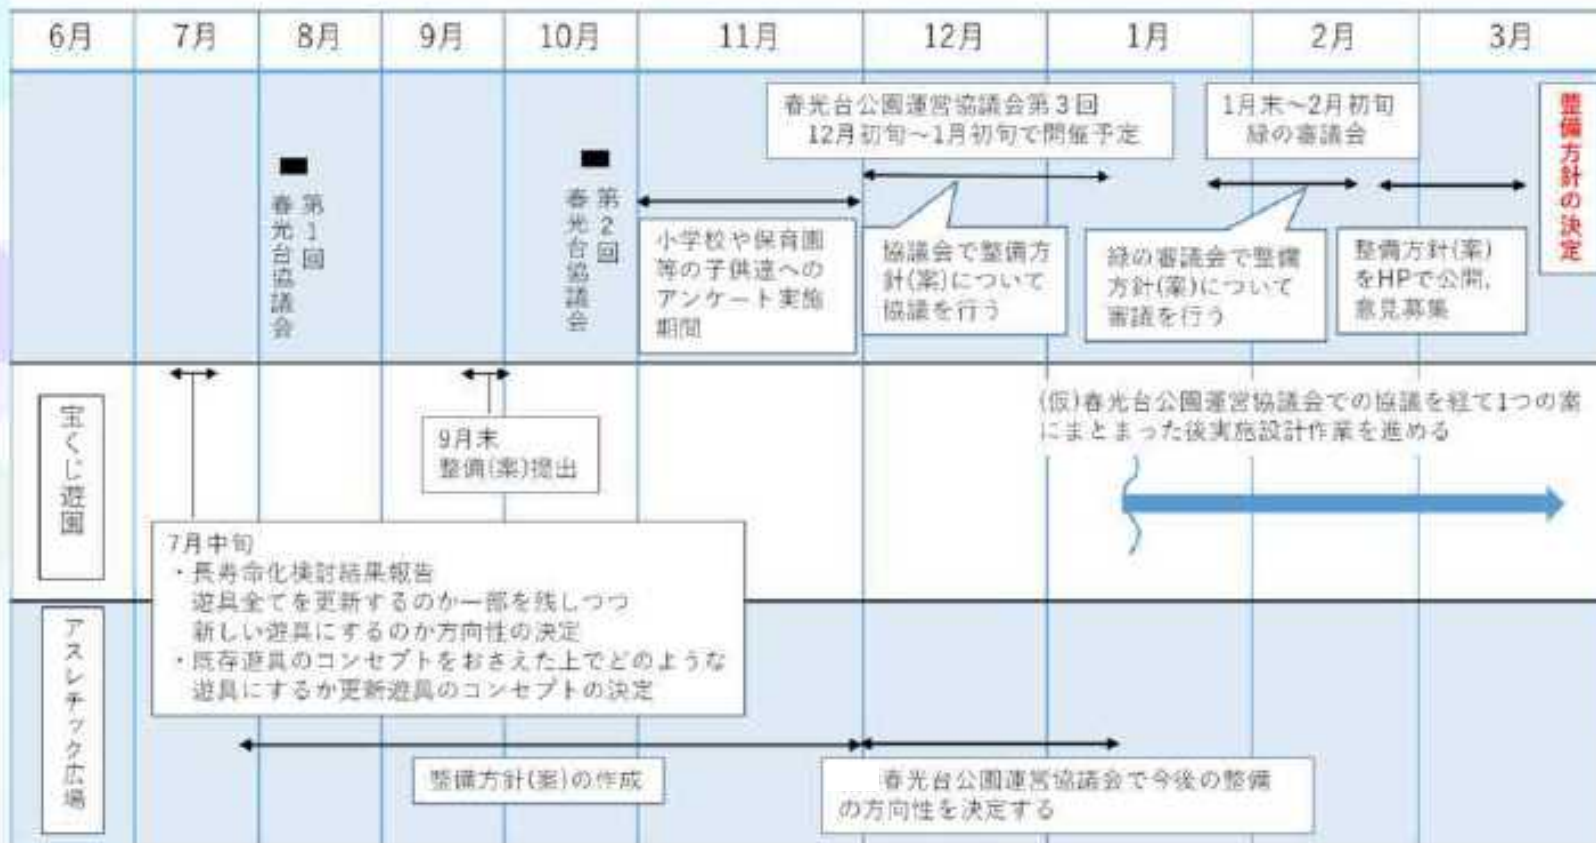 6月
7月
8月
9月
10月
11月
12月
1月
2月
3月
第1回
春光台協議会
第2回
春光台協議会
小学校や保育園
等の子供達への
アンケート実施
期間
春光台公園運営協議会第3回
12月初旬~1月初旬で開催予定
協議会で整備方
針(案)について
協議を行う
1月末~2月初旬
緑の審議会
緑の審議会で整備
方針(案)について
審議を行う
整備方針(案)
をHPで公開,
意見募集
整備方針の決定
宝くじ遊園
9月末
整備(案)提出
(仮)春光台公園運営協議会での協議を経て1つの案
にまとまった後実施設計作業を進める
7月中旬
・長寿命化検討結果報告
遊具全てを更新するのか一部を残しつつ
新しい遊具にするのか方向性の決定
・既存遊具のコンセプトをおさえた上でどのような
遊具にするか更新遊具のコンセプトの決定
アスレチック広場
整備方針(案)の作成
春光台公園運営協議会で今後の整備
の方向性を決定する